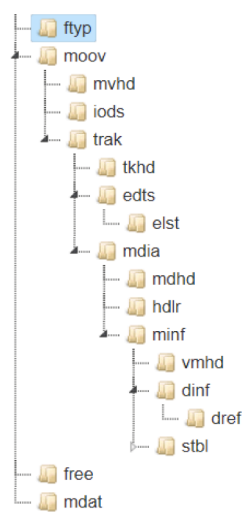 ftyp
moov
mvhd
iods
trak
tkhd
edts
elst
mdia
mdhd
hdlr
minf
vmhd
dinf
dref
stbl
free
mdat